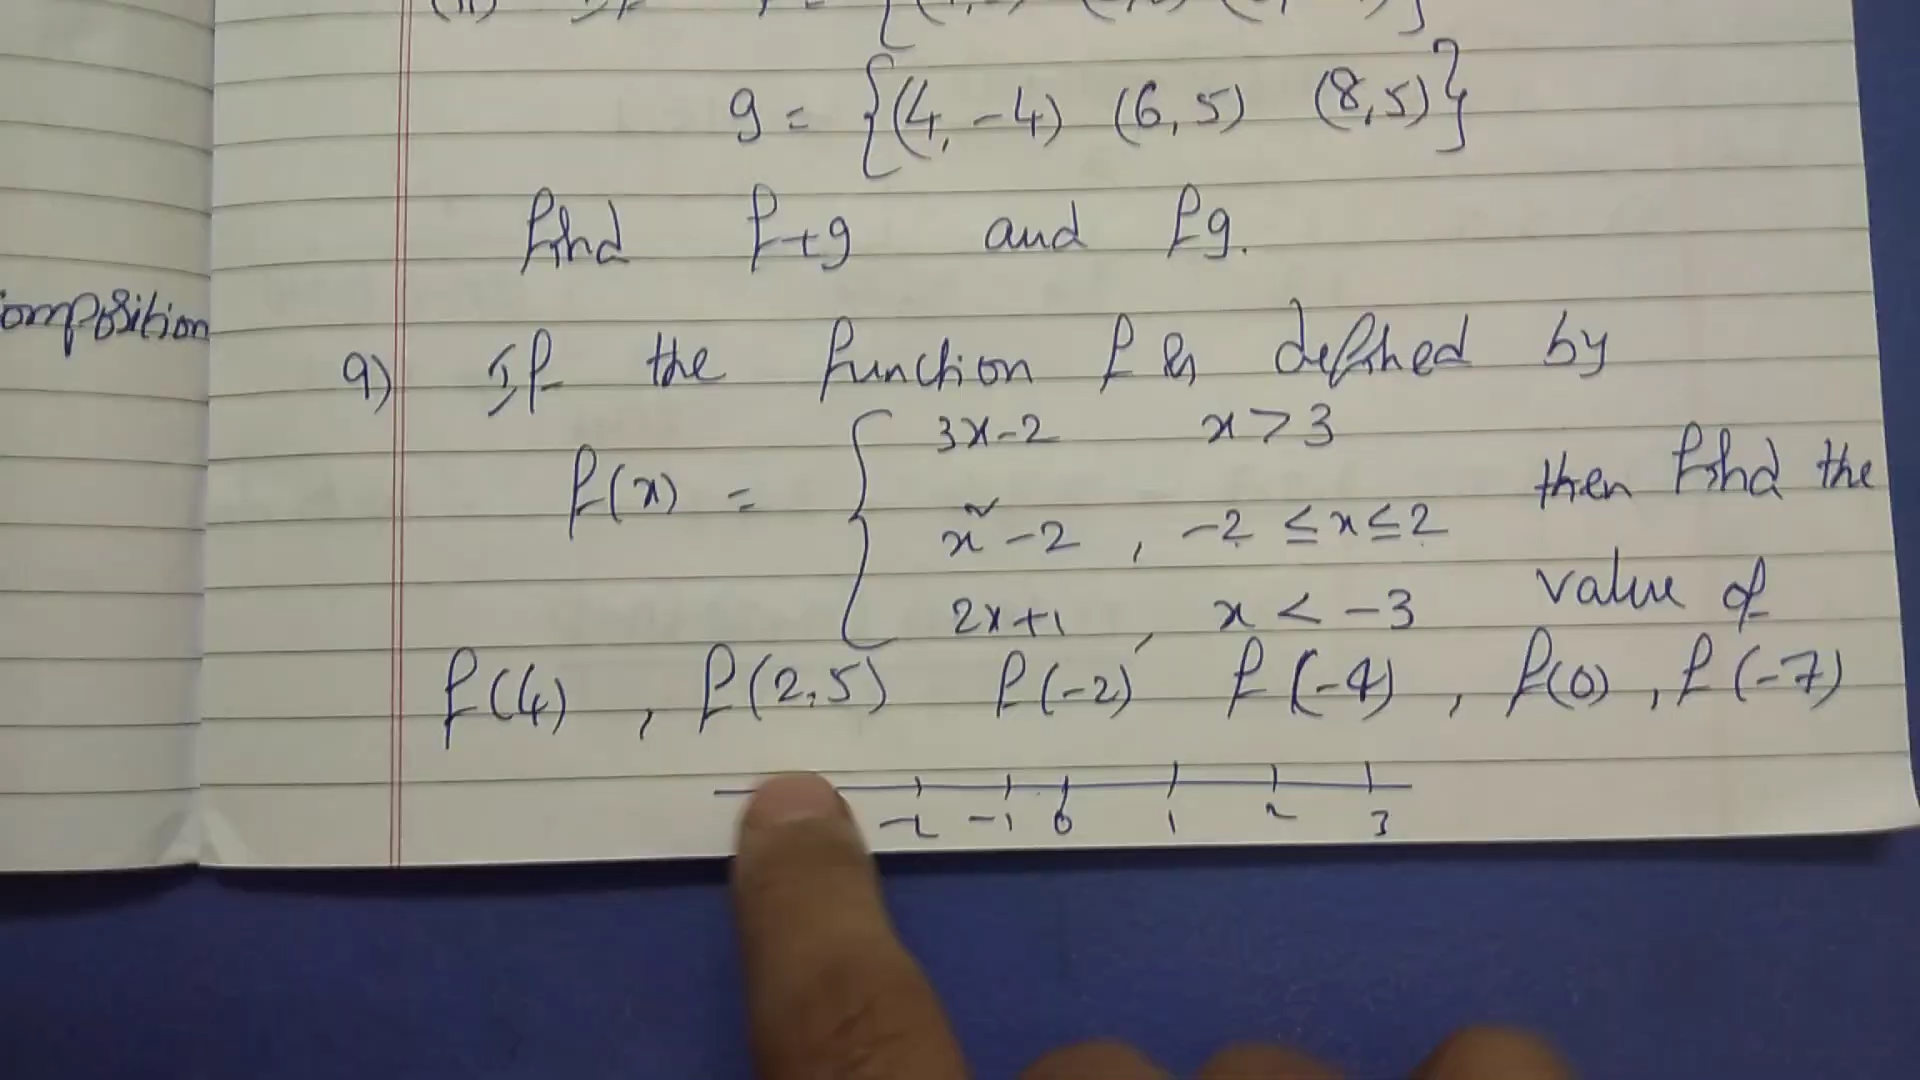 g = {(4, -4) (6, 5) (8, 5)}
find f+g and fg.
omposition
9) If the function f is defined by
f(x) = { 3x-2 x > 3
x² - 2 , -2 ≤ x ≤ 2 then find the
2x+1 , x < -3 value of
f(4) , f(2.5) f(-2) f(-4) , f(0) , f(-7)
-2 -1 0 1 2 3